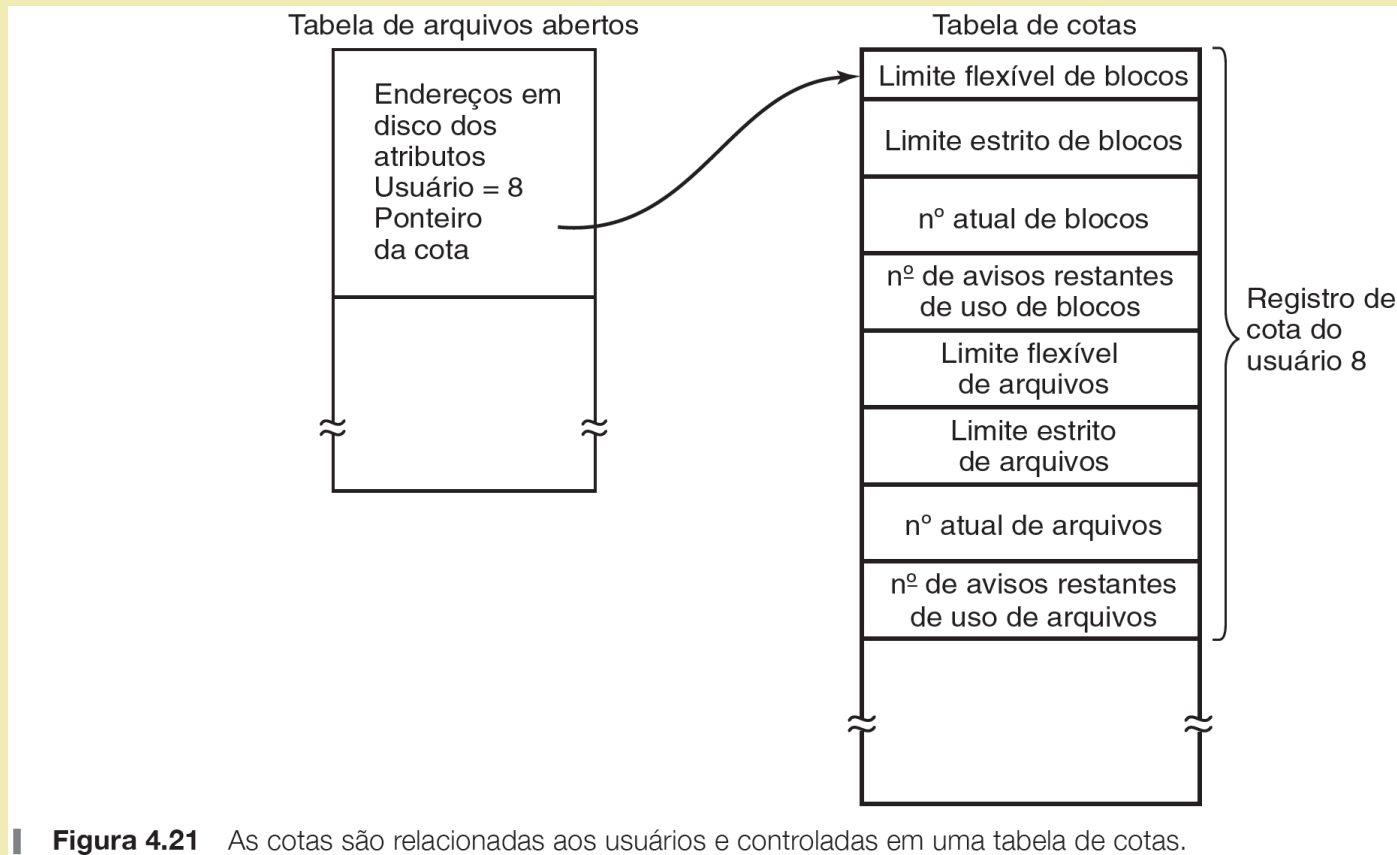 Tabela de arquivos abertos
Endereços em
disco dos
atributos
Usuário = 8
Ponteiro
da cota
Tabela de cotas
Limite flexível de blocos
Limite estrito de blocos
nº atual de blocos
nº de avisos restantes
de uso de blocos
Limite flexível
de arquivos
Limite estrito
de arquivos
nº atual de arquivos
nº de avisos restantes
de uso de arquivos
Registro de
cota do
usuário 8
Figura 4.21 As cotas são relacionadas aos usuários e controladas em uma tabela de cotas.